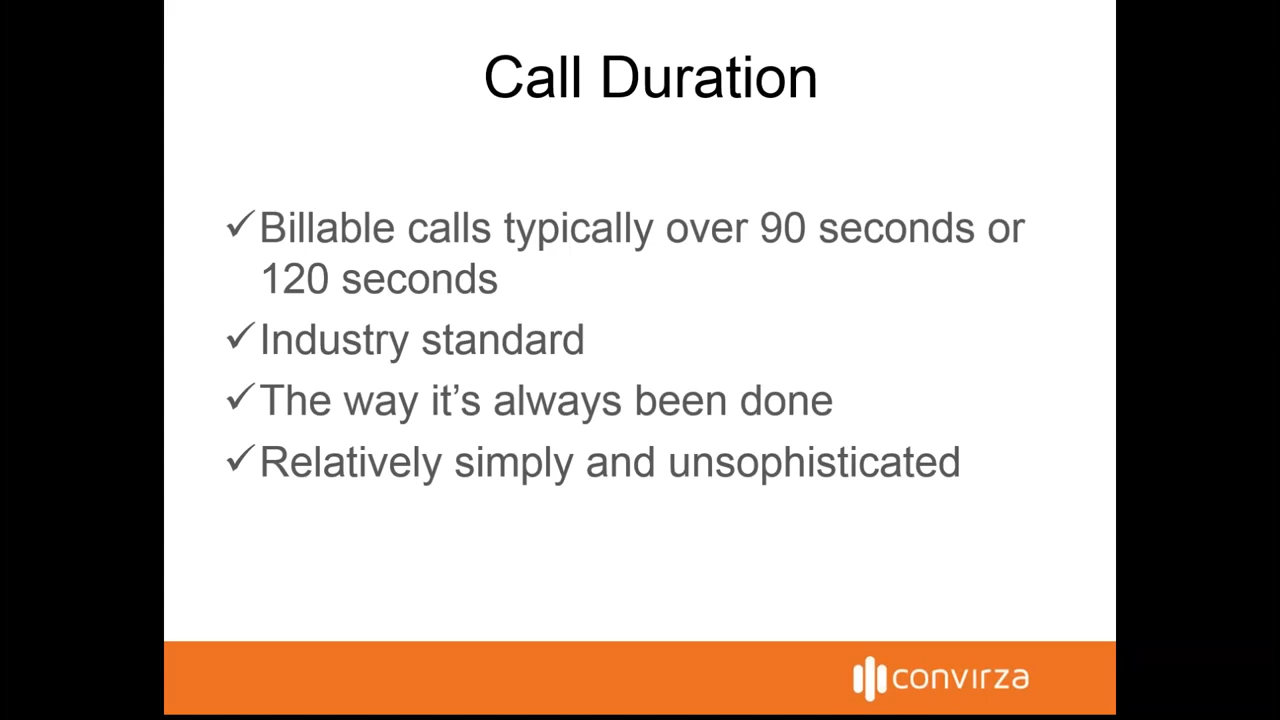 Call Duration
✓Billable calls typically over 90 seconds or
120 seconds
✓Industry standard
✓The way it’s always been done
✓Relatively simply and unsophisticated
convirza